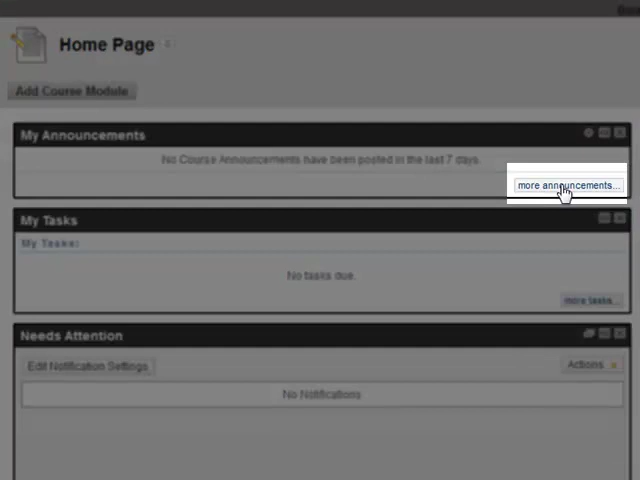 Home Page
Add Course Module
My Announcements
No Course Announcements have been posted in the last 7 days.
more announcements...
My Tasks
My Tasks:
No tasks due.
more tasks...
Needs Attention
Edit Notification Settings
Actions
No Notifications